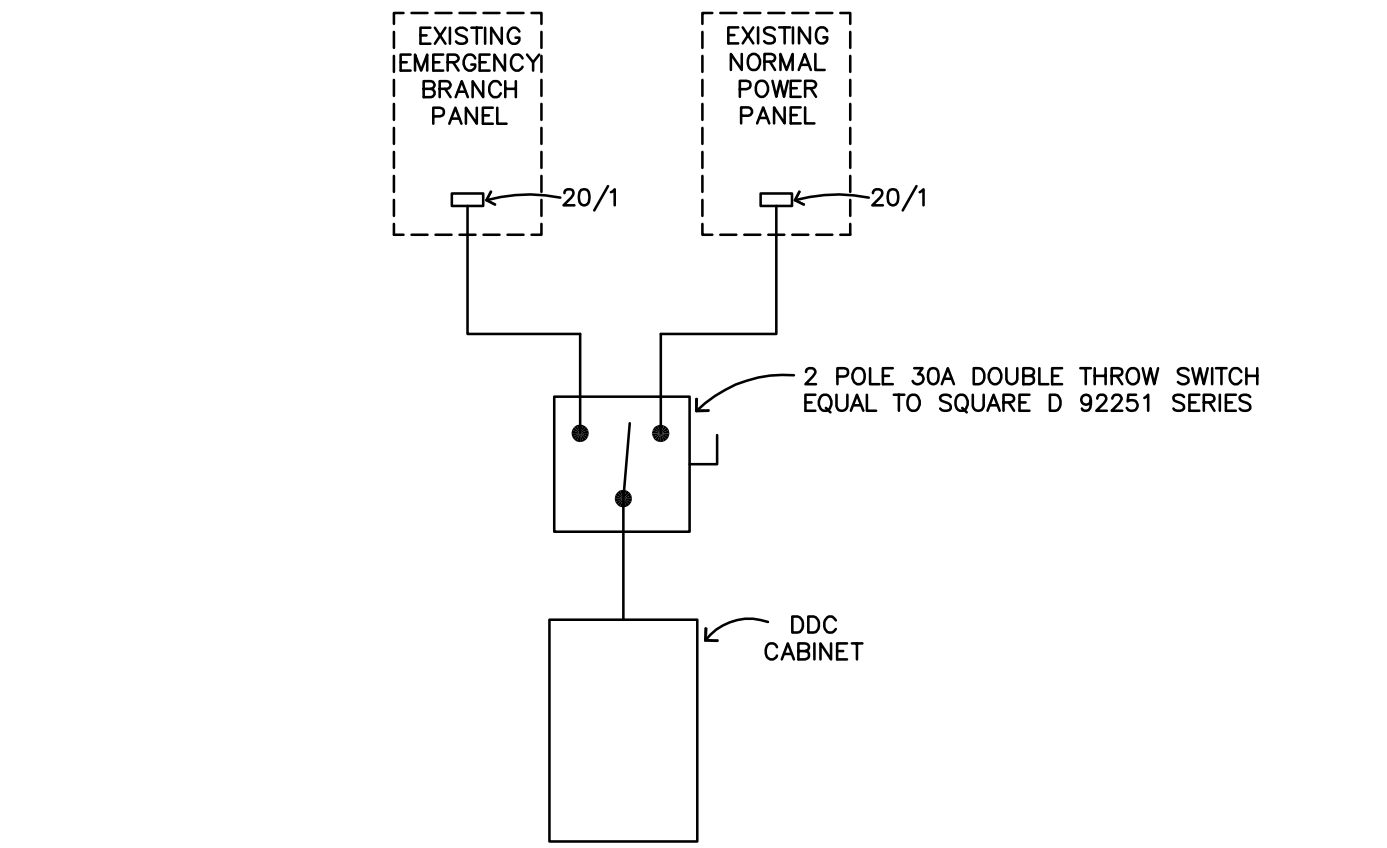 EXISTING
EMERGENCY
BRANCH
PANEL
EXISTING
NORMAL
POWER
PANEL
20/1
20/1
2 POLE 30A DOUBLE THROW SWITCH
EQUAL TO SQUARE D 92251 SERIES
DDC
CABINET